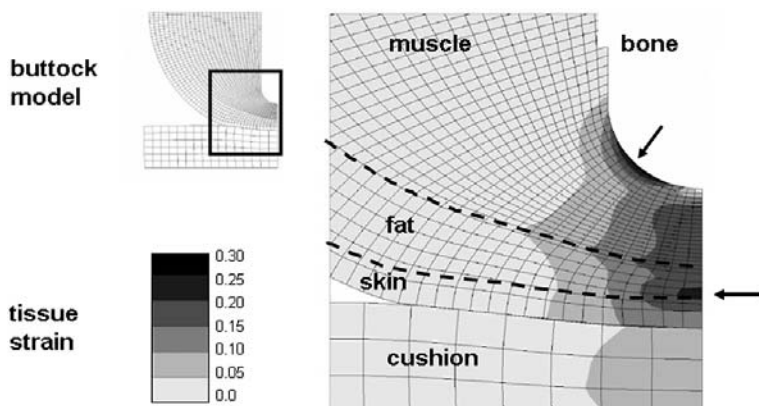 buttock
model
muscle
bone
fat
skin
cushion
tissue
strain
0.30
0.25
0.20
0.15
0.10
0.05
0.0